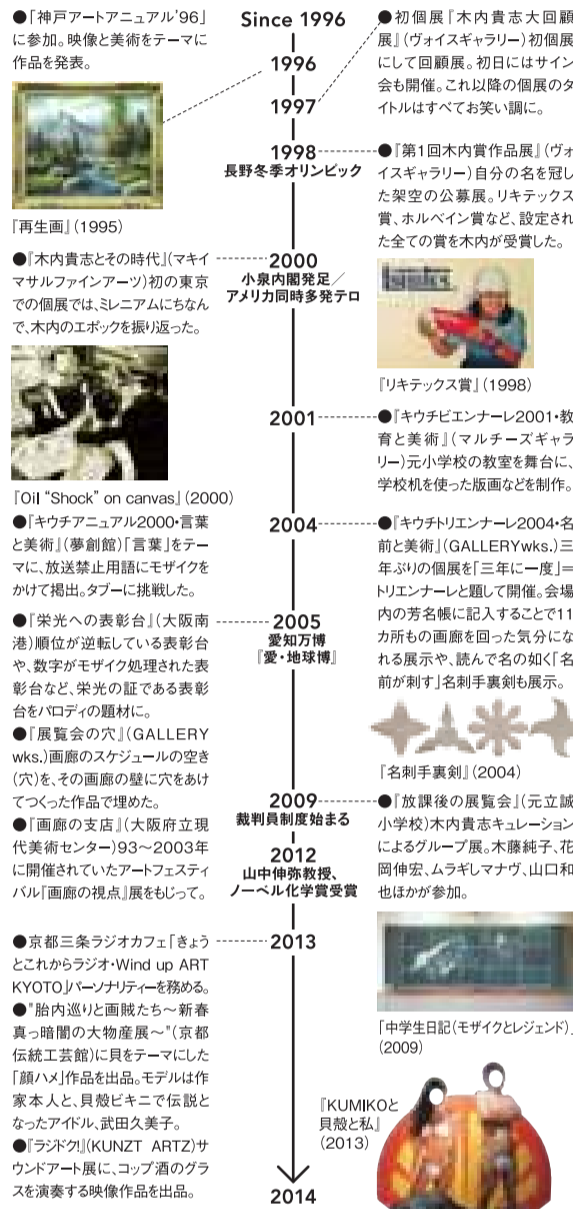 ●「神戸アートアニュアル'96」
に参加。映像と美術をテーマに
作品を発表。
『再生画』(1995)
●『木内貴志とその時代』(マキイ
マサルファインアーツ)初の東京
での個展では、ミレニアムにちなん
で、木内のエポックを振り返った。
『Oil “Shock” on canvas』(2000)
●『キウチアニュアル2000・言葉
と美術』(夢創館)「言葉」をテー
マに、放送禁止用語にモザイクを
かけて掲出。タブーに挑戦した。
●『栄光への表彰台』(大阪南
港)順位が逆転している表彰台
や、数字がモザイク処理された表
彰台など、栄光の証である表彰
台をパロディの題材に。
●『展覧会の穴』(GALLERY
wks.)画廊のスケジュールの空き
(穴)を、その画廊の壁に穴をあけ
てつくった作品で埋めた。
●『画廊の支店』(大阪府立現
代美術センター)93〜2003年
に開催されていたアートフェスティ
バル『画廊の視点』展をもじって。
●京都三条ラジオカフェ「きょう
とこれからラジオ・Wind up ART
KYOTO」パーソナリティーを務める。
●"胎内巡りと画賊たち〜新春
真っ暗闇の大物産展〜"(京都
伝統工芸館)に貝をテーマにした
「顔ハメ」作品を出品。モデルは作
家本人と、貝殻ビキニで伝説と
なったアイドル、武田久美子。
●『ラジドク!』(KUNZT ARTZ)サ
ウンドアート展に、コップ酒のグラ
スを演奏する映像作品を出品。
Since 1996
1996
1997
1998
長野冬季オリンピック
2000
小泉内閣発足／
アメリカ同時多発テロ
2001
2004
2005
愛知万博
『愛・地球博』
2009
裁判員制度始まる
2012
山中伸弥教授、
ノーベル化学賞受賞
2013
2014
●初個展『木内貴志大回顧
展』(ヴォイスギャラリー)初個展
にして回顧展。初日にはサイン
会も開催。これ以降の個展のタ
イトルはすべてお笑い調に。
●『第1回木内賞作品展』(ヴォ
イスギャラリー)自分の名を冠し
た架空の公募展。リキテックス
賞、ホルベイン賞など、設定され
た全ての賞を木内が受賞した。
『リキテックス賞』(1998)
●『キウチビエンナーレ2001・教
育と美術』(マルチーズギャラ
リー)元小学校の教室を舞台に、
学校机を使った版画などを制作。
●『キウチトリエンナーレ2004・名
前と美術』(GALLERYwks.)三
年ぶりの個展を「三年に一度」＝
トリエンナーレと題して開催。会場
内の芳名帳に記入することで11
カ所もの画廊を回った気分にな
れる展示や、読んで名の如く「名
前が刺す」名刺手裏剣も展示。
『名刺手裏剣』(2004)
●『放課後の展覧会』(元立誠
小学校)木内貴志キュレーション
によるグループ展。木藤純子、花
岡伸宏、ムラギしマナヴ、山口和
也ほかが参加。
「中学生日記(モザイクとレジェンド)」
(2009)
『KUMIKOと
貝殻と私』
(2013)